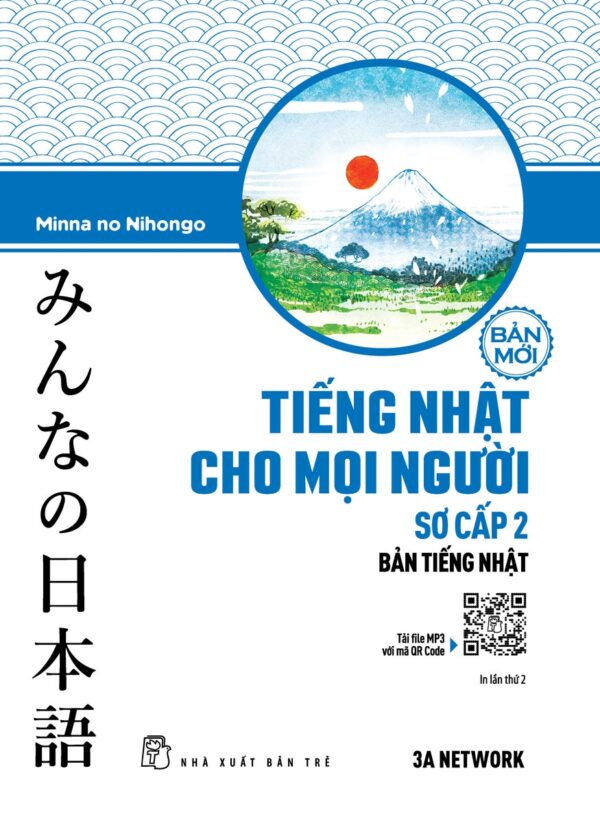 Minna no Nihongo
みんなの日本語
BẢN
MỚI
TIẾNG NHẬT
CHO MỌI NGƯỜI
SƠ CẤP 2
BẢN TIẾNG NHẬT
Tải file MP3
với mã QR Code
In lần thứ 2
NHÀ XUẤT BẢN TRẺ
3A NETWORK